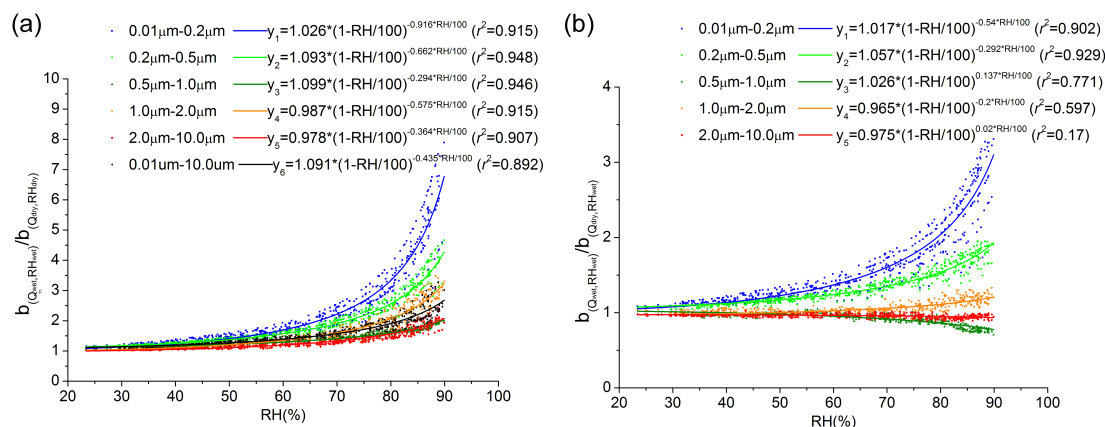 (a)
0.01μm-0.2μm y1=1.026*(1-RH/100)-0.916*RH/100 (r2=0.915)
0.2μm-0.5μm y2=1.093*(1-RH/100)-0.662*RH/100 (r2=0.948)
0.5μm-1.0μm y3=1.099*(1-RH/100)-0.294*RH/100 (r2=0.946)
1.0μm-2.0μm y4=0.987*(1-RH/100)-0.575*RH/100 (r2=0.915)
2.0μm-10.0μm y5=0.978*(1-RH/100)-0.364*RH/100 (r2=0.907)
0.01um-10.0um y6=1.091*(1-RH/100)-0.435*RH/100 (r2=0.892)
b(Qwet,RHwet)/b(Qdry,RHdry)
10
9
8
7
6
5
4
3
2
1
0
20 30 40 50 60 70 80 90 100
RH(%)
(b)
0.01μm-0.2μm y1=1.017*(1-RH/100)-0.54*RH/100 (r2=0.902)
0.2μm-0.5μm y2=1.057*(1-RH/100)-0.292*RH/100 (r2=0.929)
0.5μm-1.0μm y3=1.026*(1-RH/100)0.137*RH/100 (r2=0.771)
1.0μm-2.0μm y4=0.965*(1-RH/100)-0.2*RH/100 (r2=0.597)
2.0μm-10.0μm y5=0.975*(1-RH/100)0.02*RH/100 (r2=0.17)
b(Qwet,RHwet)/b(Qdry,RHwet)
4
3
2
1
0
20 30 40 50 60 70 80 90 100
RH(%)